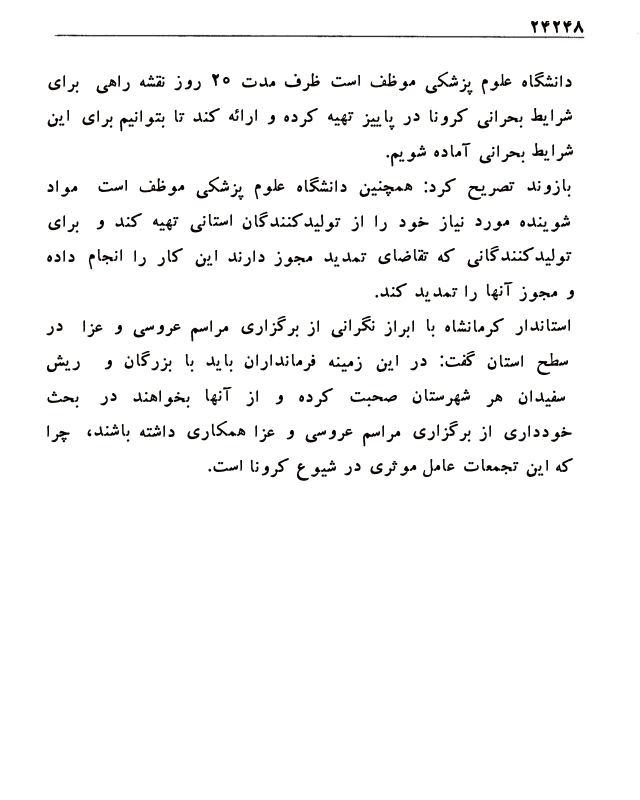 ۲۴۲۴۸
دانشگاه علوم پزشکی موظف است ظرف مدت ۲۵ روز نقشه راهی برای
شرایط بحرانی کرونا در پاییز تهیه کرده و ارائه کند تا بتوانیم برای این
شرایط بحرانی آماده شویم.
بازوند تصریح کرد: همچنین دانشگاه علوم پزشکی موظف است مواد
شوینده مورد نیاز خود را از تولیدکنندگان استانی تهیه کند و برای
تولیدکنندگانی که تقاضای تمدید مجوز دارند این کار را انجام داده
و مجوز آنها را تمدید کند.
استاندار کرمانشاه با ابراز نگرانی از برگزاری مراسم عروسی و عزا در
سطح استان گفت: در این زمینه فرمانداران باید با بزرگان و ریش
سفیدان هر شهرستان صحبت کرده و از آنها بخواهند در بحث
خودداری از برگزاری مراسم عروسی و عزا همکاری داشته باشند، چرا
که این تجمعات عامل موثری در شیوع کرونا است.